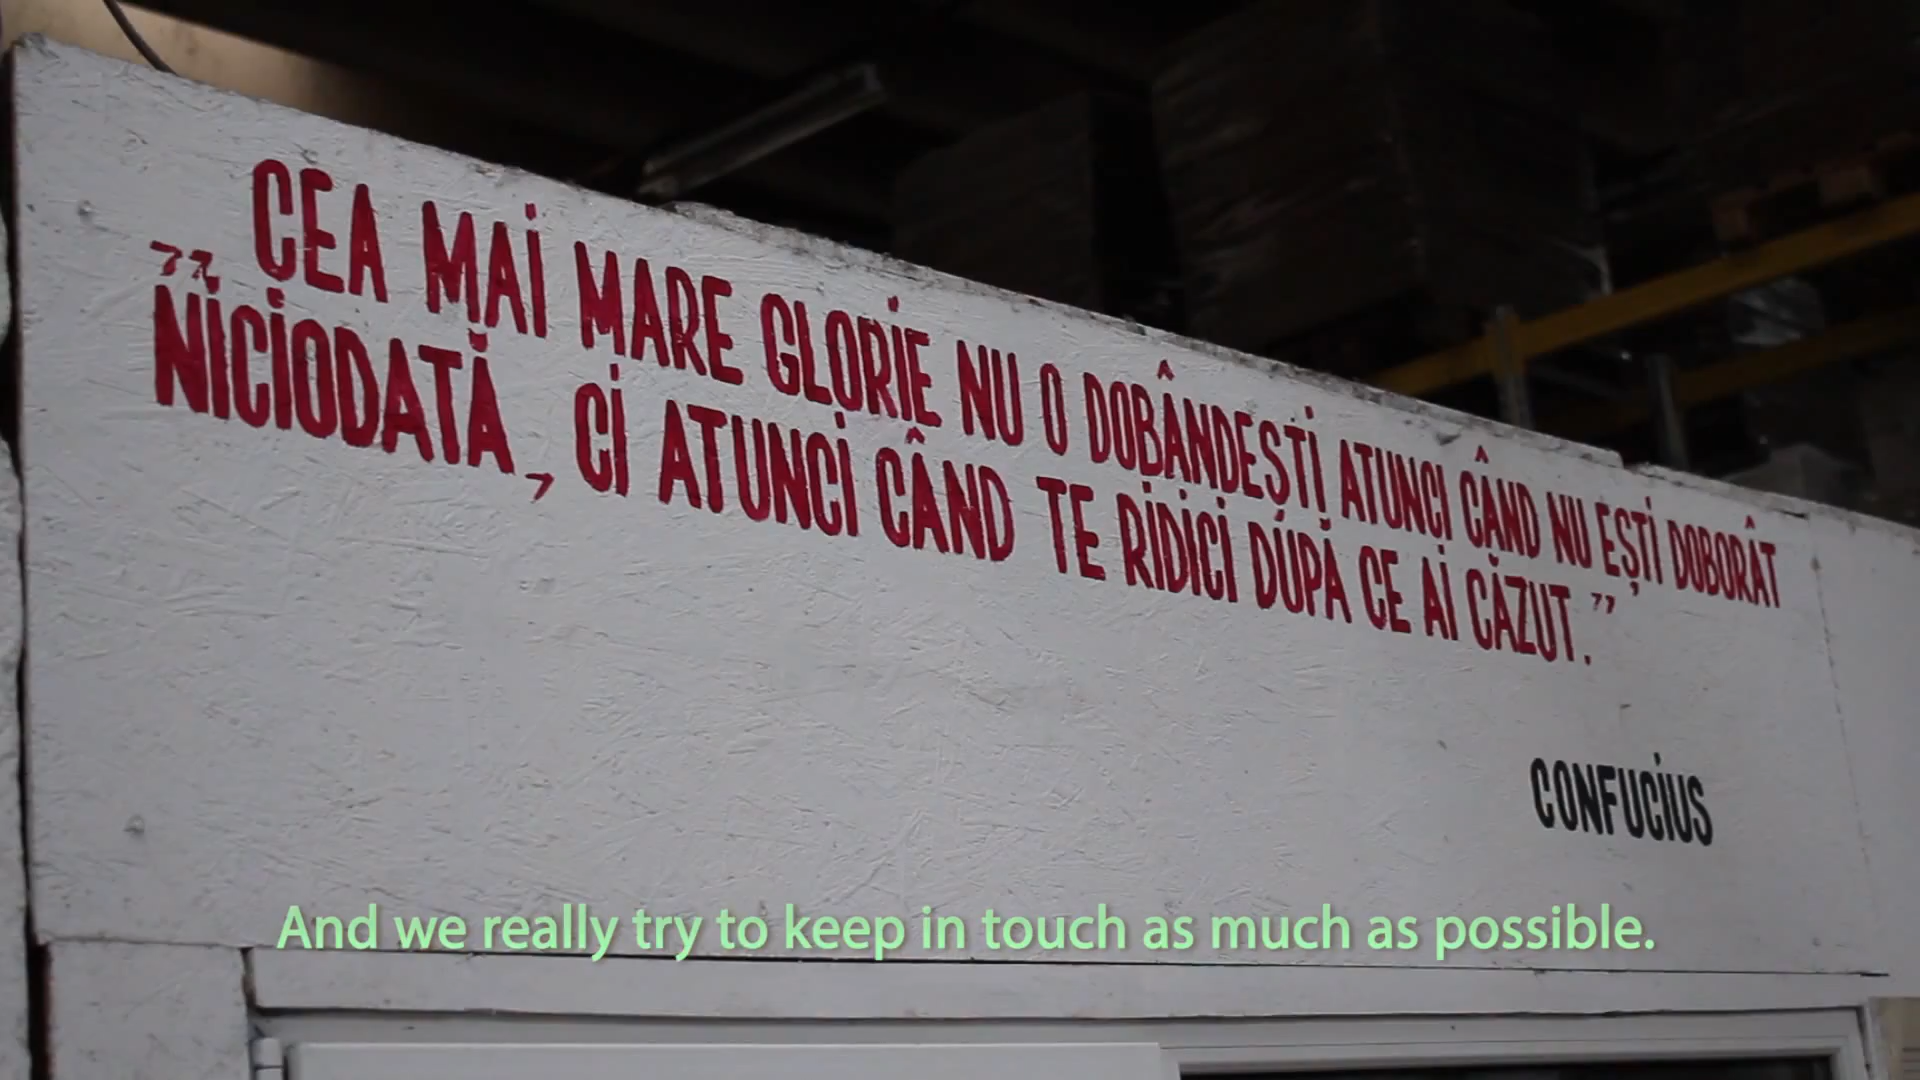 „CEA MAI MARE GLORIE NU O DOBÂNDEȘTI ATUNCI CÂND NU EȘTI DOBORÂT
NICIODATĂ, CI ATUNCI CÂND TE RIDICI DUPĂ CE AI CĂZUT.”
CONFUCIUS
And we really try to keep in touch as much as possible.